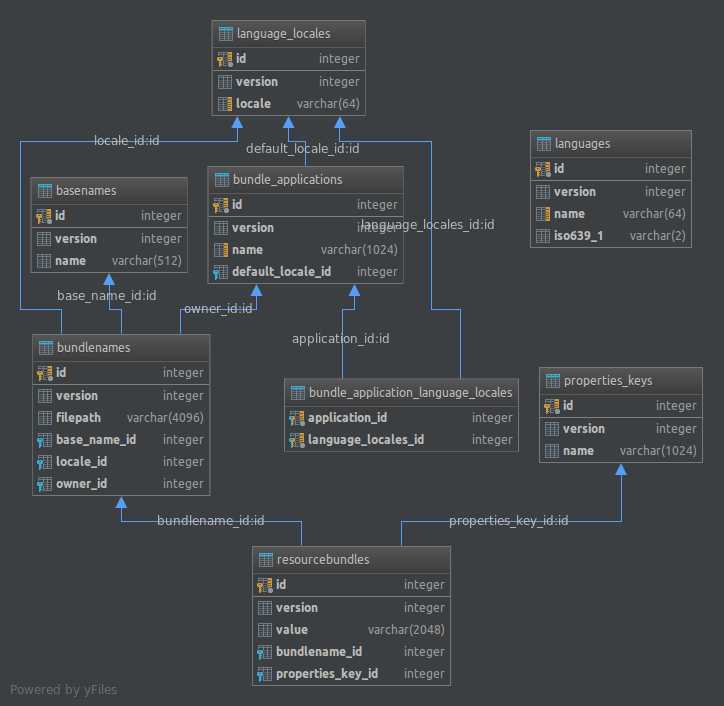 language_locales
id integer
version integer
locale varchar(64)
locale_id:id
default_locale_id:id
languages
id integer
version integer
name varchar(64)
iso639_1 varchar(2)
basenames
id integer
version integer
name varchar(512)
bundle_applications
id integer
version integer
name varchar(1024)
default_locale_id integer
language_locales_id:id
base_name_id:id
owner_id:id
application_id:id
bundlenames
id integer
version integer
filepath varchar(4096)
base_name_id integer
locale_id integer
owner_id integer
bundle_application_language_locales
application_id integer
language_locales_id integer
properties_keys
id integer
version integer
name varchar(1024)
bundlename_id:id
properties_key_id:id
resourcebundles
id integer
version integer
value varchar(2048)
bundlename_id integer
properties_key_id integer
Powered by yFiles